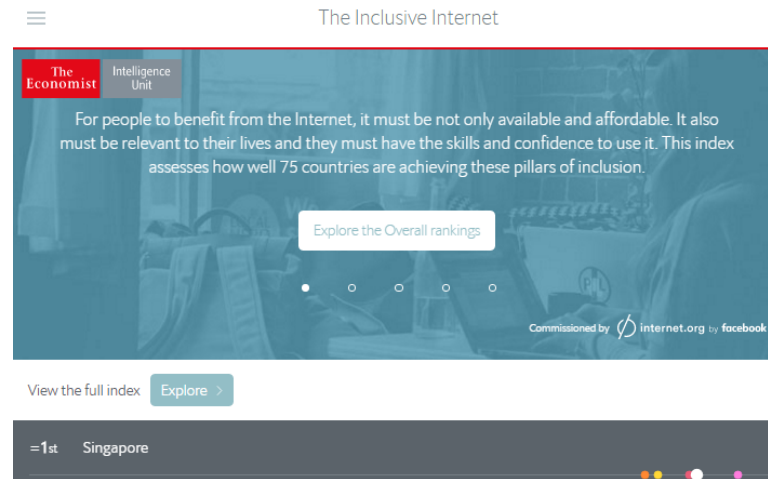 The Inclusive Internet
The
Economist
Intelligence
Unit
For people to benefit from the Internet, it must be not only available and affordable. It also
must be relevant to their lives and they must have the skills and confidence to use it. This index
assesses how well 75 countries are achieving these pillars of inclusion.
Explore the Overall rankings
Commissioned by internet.org by facebook
View the full index Explore >
=1st Singapore